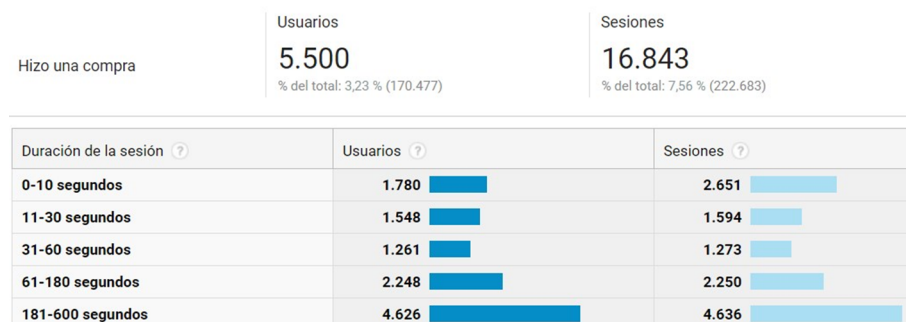 Usuarios Sesiones
Hizo una compra 5.500 16.843
% del total: 3,23 % (170.477) % del total: 7,56 % (222.683)
Duración de la sesión ? Usuarios ? Sesiones ?
0-10 segundos 1.780 2.651
11-30 segundos 1.548 1.594
31-60 segundos 1.261 1.273
61-180 segundos 2.248 2.250
181-600 segundos 4.626 4.636